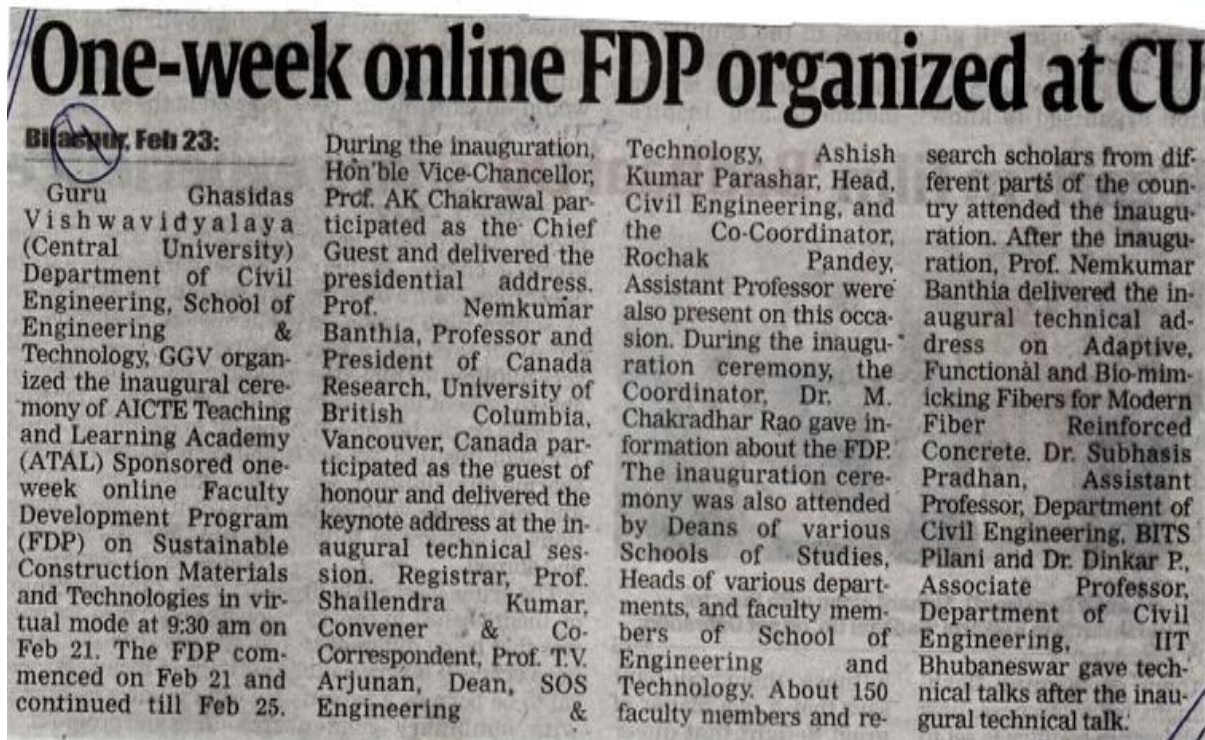 One-week online FDP organized at CU
Bilaspur, Feb 23:
Guru Ghasidas
Vishwavidyalaya
(Central University)
Department of Civil
Engineering, School of
Engineering &
Technology, GGV organ-
ized the inaugural cere-
mony of AICTE Teaching
and Learning Academy
(ATAL) Sponsored one-
week online Faculty
Development Program
(FDP) on Sustainable
Construction Materials
and Technologies in vir-
tual mode at 9:30 am on
Feb 21. The FDP com-
menced on Feb 21 and
continued till Feb 25.
During the inauguration,
Hon'ble Vice-Chancellor,
Prof. AK Chakrawal par-
ticipated as the Chief
Guest and delivered the
presidential address.
Prof. Nemkumar
Banthia, Professor and
President of Canada
Research, University of
British Columbia,
Vancouver, Canada par-
ticipated as the guest of
honour and delivered the
keynote address at the in-
augural technical ses-
sion. Registrar, Prof.
Shailendra Kumar,
Convener & Co-
Correspondent, Prof. T.V.
Arjunan, Dean, SOS
Engineering &
Technology, Ashish
Kumar Parashar, Head,
Civil Engineering, and
the Co-Coordinator,
Rochak Pandey,
Assistant Professor were
also present on this occa-
sion. During the inaugu-
ration ceremony, the
Coordinator, Dr. M.
Chakradhar Rao gave in-
formation about the FDP.
The inauguration cere-
mony was also attended
by Deans of various
Schools of Studies,
Heads of various depart-
ments, and faculty mem-
bers of School of
Engineering and
Technology. About 150
faculty members and re-
search scholars from dif-
ferent parts of the coun-
try attended the inaugu-
ration. After the inaugu-
ration, Prof. Nemkumar
Banthia delivered the in-
augural technical ad-
dress on Adaptive,
Functional and Bio-mim-
icking Fibers for Modern
Fiber Reinforced
Concrete. Dr. Subhasis
Pradhan, Assistant
Professor, Department of
Civil Engineering, BITS
Pilani and Dr. Dinkar P.,
Associate Professor,
Department of Civil
Engineering, IIT
Bhubaneswar gave tech-
nical talks after the inau-
gural technical talk.